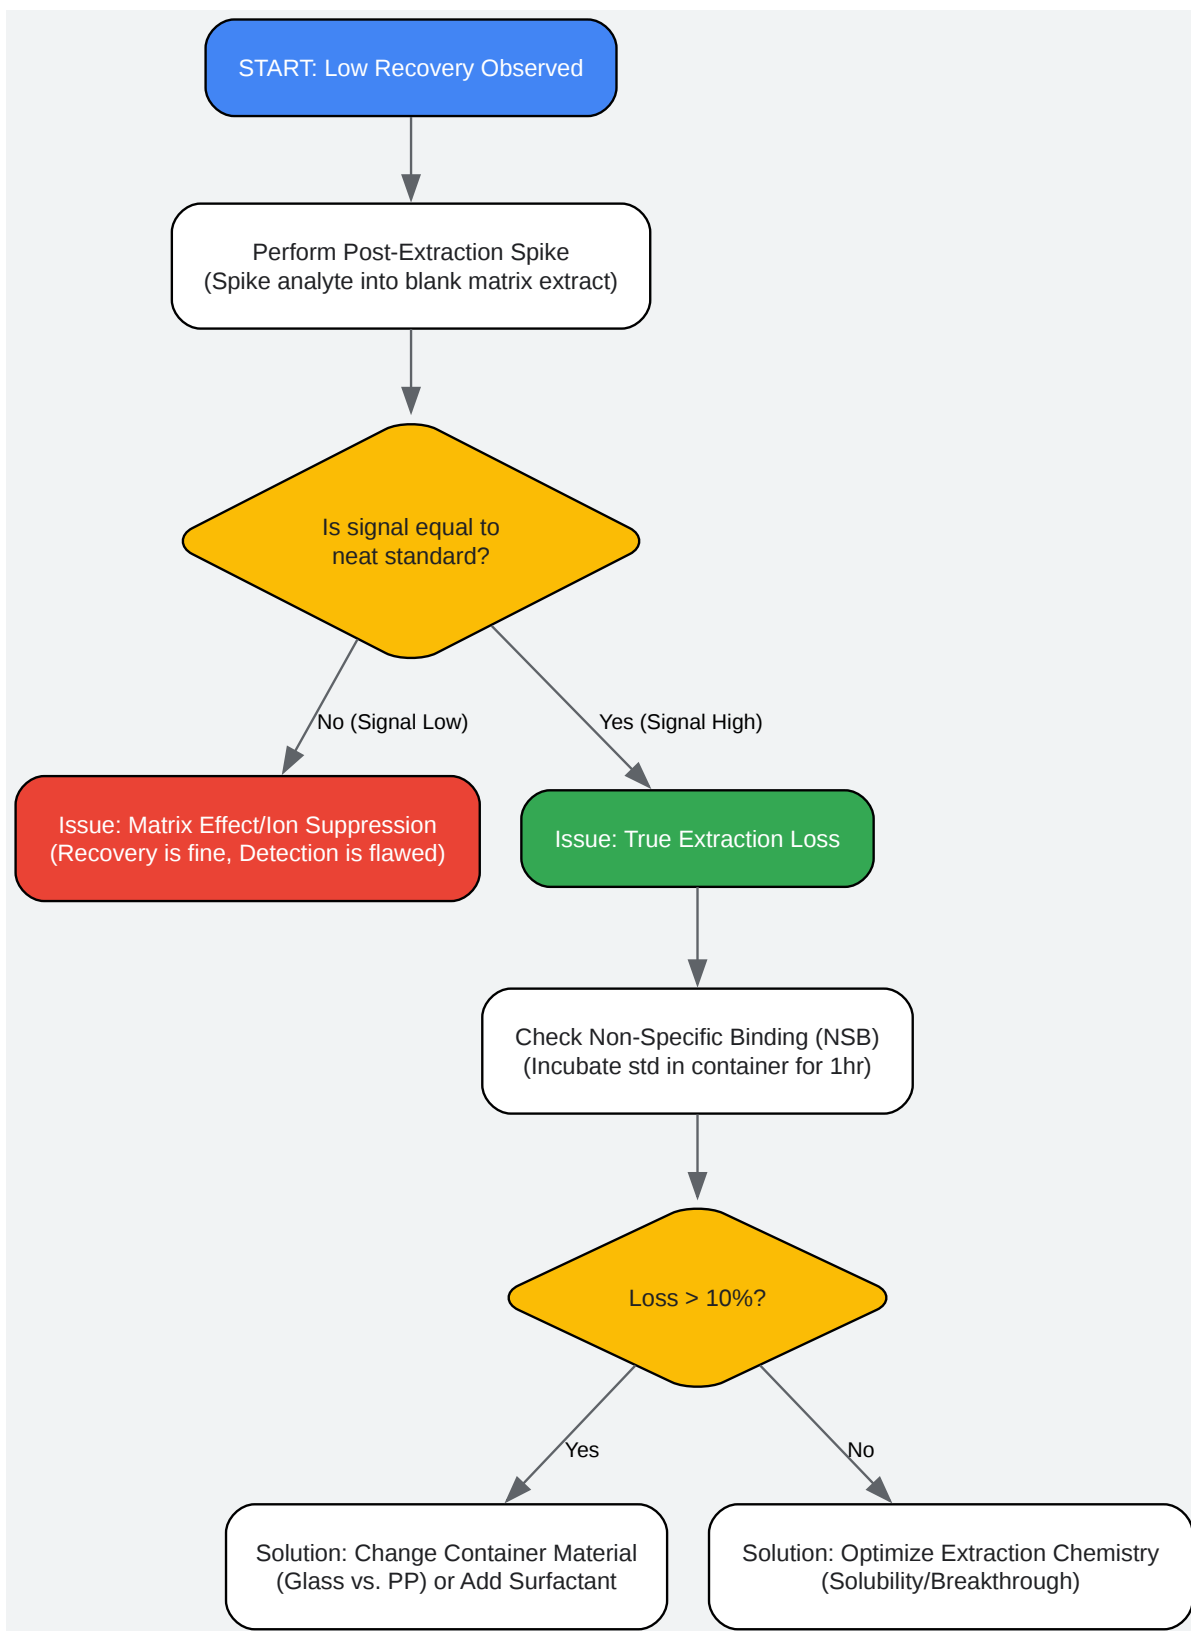 START: Low Recovery Observed
Perform Post-Extraction Spike
(Spike analyte into blank matrix extract)
Is signal equal to
neat standard?
No (Signal Low)
Yes (Signal High)
Issue: Matrix Effect/Ion Suppression
(Recovery is fine, Detection is flawed)
Issue: True Extraction Loss
Check Non-Specific Binding (NSB)
(Incubate std in container for 1hr)
Loss > 10%?
Yes
No
Solution: Change Container Material
(Glass vs. PP) or Add Surfactant
Solution: Optimize Extraction Chemistry
(Solubility/Breakthrough)